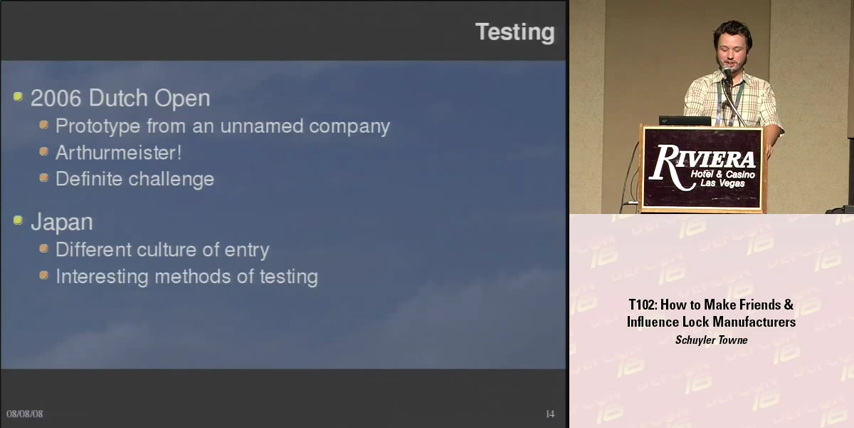 Testing
2006 Dutch Open
Prototype from an unnamed company
Arthurmeister!
Definite challenge
Japan
Different culture of entry
Interesting methods of testing
08/08/08
14
RIVIERA
Hotel & Casino
Las Vegas
T102: How to Make Friends &
Influence Lock Manufacturers
Schuyler Towne